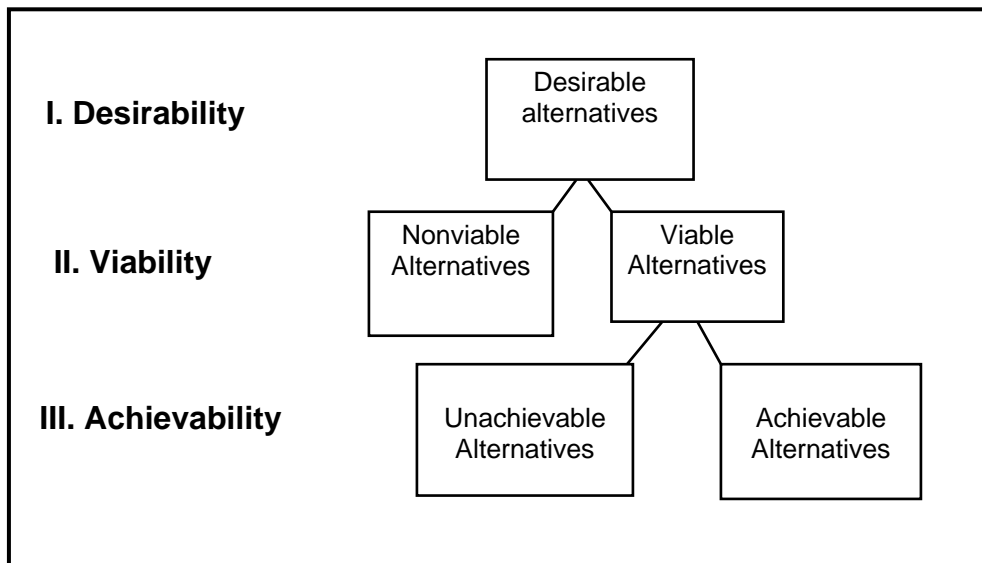 I. Desirability
Desirable
alternatives
II. Viability
Nonviable
Alternatives
Viable
Alternatives
III. Achievability
Unachievable
Alternatives
Achievable
Alternatives